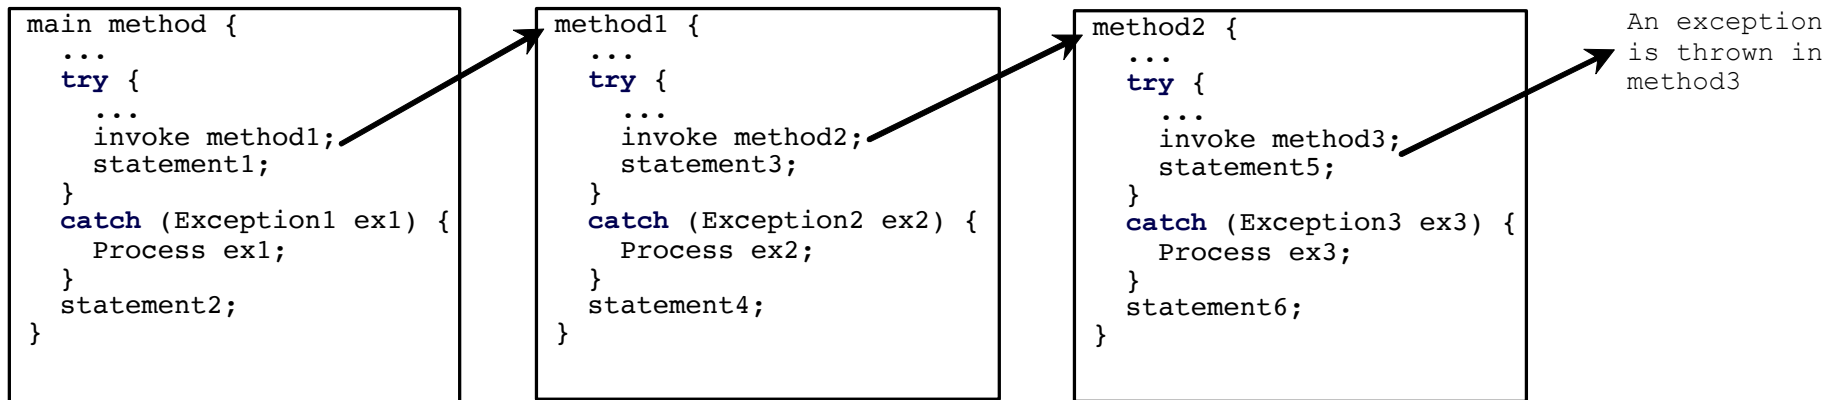 main method {
  ...
  try {
    ...
    invoke method1;
    statement1;
  }
  catch (Exception1 ex1) {
    Process ex1;
  }
  statement2;
}
method1 {
  ...
  try {
    ...
    invoke method2;
    statement3;
  }
  catch (Exception2 ex2) {
    Process ex2;
  }
  statement4;
}
method2 {
  ...
  try {
    ...
    invoke method3;
    statement5;
  }
  catch (Exception3 ex3) {
    Process ex3;
  }
  statement6;
}
An exception
is thrown in
method3